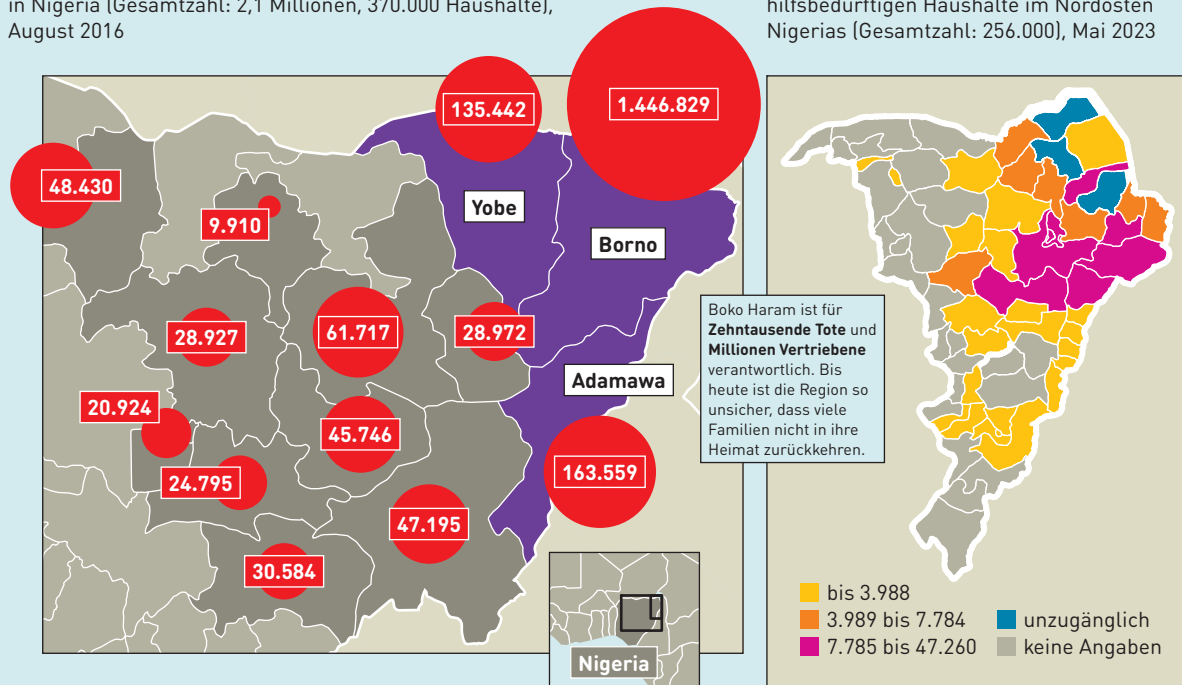 in Nigeria (Gesamtzahl: 2,1 Millionen, 370.000 Haushalte),
August 2016
hilfsbedürftigen Haushalte im Nordosten
Nigerias (Gesamtzahl: 256.000), Mai 2023
135.442
1.446.829
48.430
9.910
Yobe
Borno
28.927
61.717
28.972
Adamawa
20.924
45.746
24.795
163.559
47.195
30.584
Nigeria
Boko Haram ist für
Zehntausende Tote und
Millionen Vertriebene
verantwortlich. Bis
heute ist die Region so
unsicher, dass viele
Familien nicht in ihre
Heimat zurückkehren.
bis 3.988
3.989 bis 7.784
7.785 bis 47.260
unzugänglich
keine Angaben